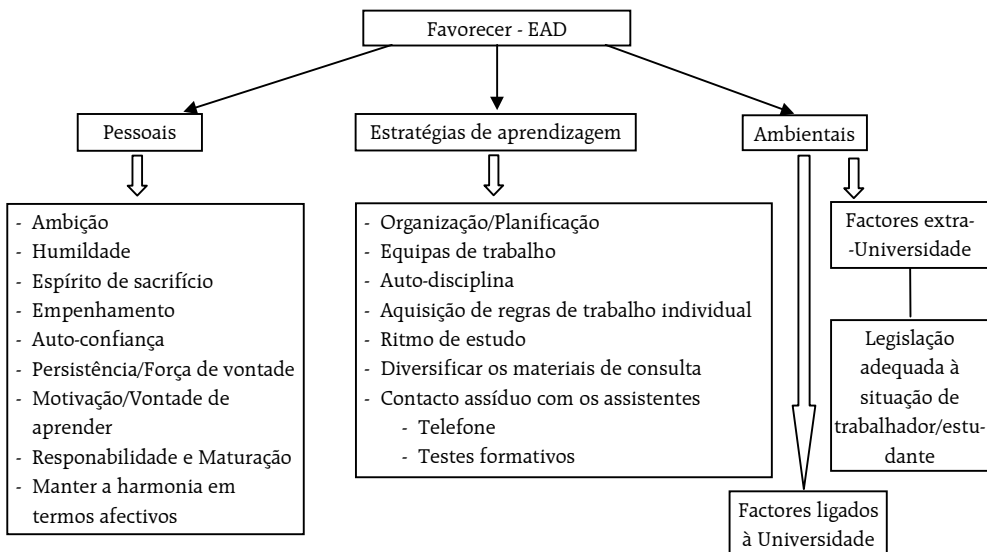 Favorecer - EAD
Pessoais
Estratégias de aprendizagem
Ambientais
- Ambição
- Humildade
- Espírito de sacrifício
- Empenhamento
- Auto-confiança
- Persistência/Força de vontade
- Motivação/Vontade de
aprender
- Responabilidade e Maturação
- Manter a harmonia em
termos afectivos
- Organização/Planificação
- Equipas de trabalho
- Auto-disciplina
- Aquisição de regras de trabalho individual
- Ritmo de estudo
- Diversificar os materiais de consulta
- Contacto assíduo com os assistentes
- Telefone
- Testes formativos
Factores extra-
-Universidade
Legislação
adequada à
situação de
trabalhador/estu-
dante
Factores ligados
à Universidade